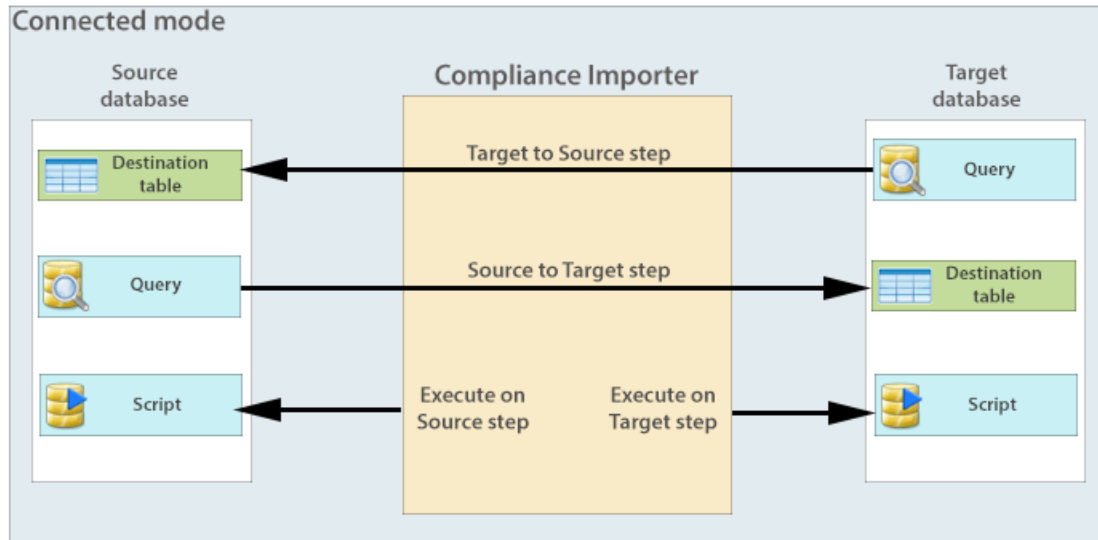 Connected mode
Source
database
Compliance Importer
Target
database
Destination
table
Target to Source step
Query
Query
Source to Target step
Destination
table
Script
Execute on
Source step
Execute on
Target step
Script